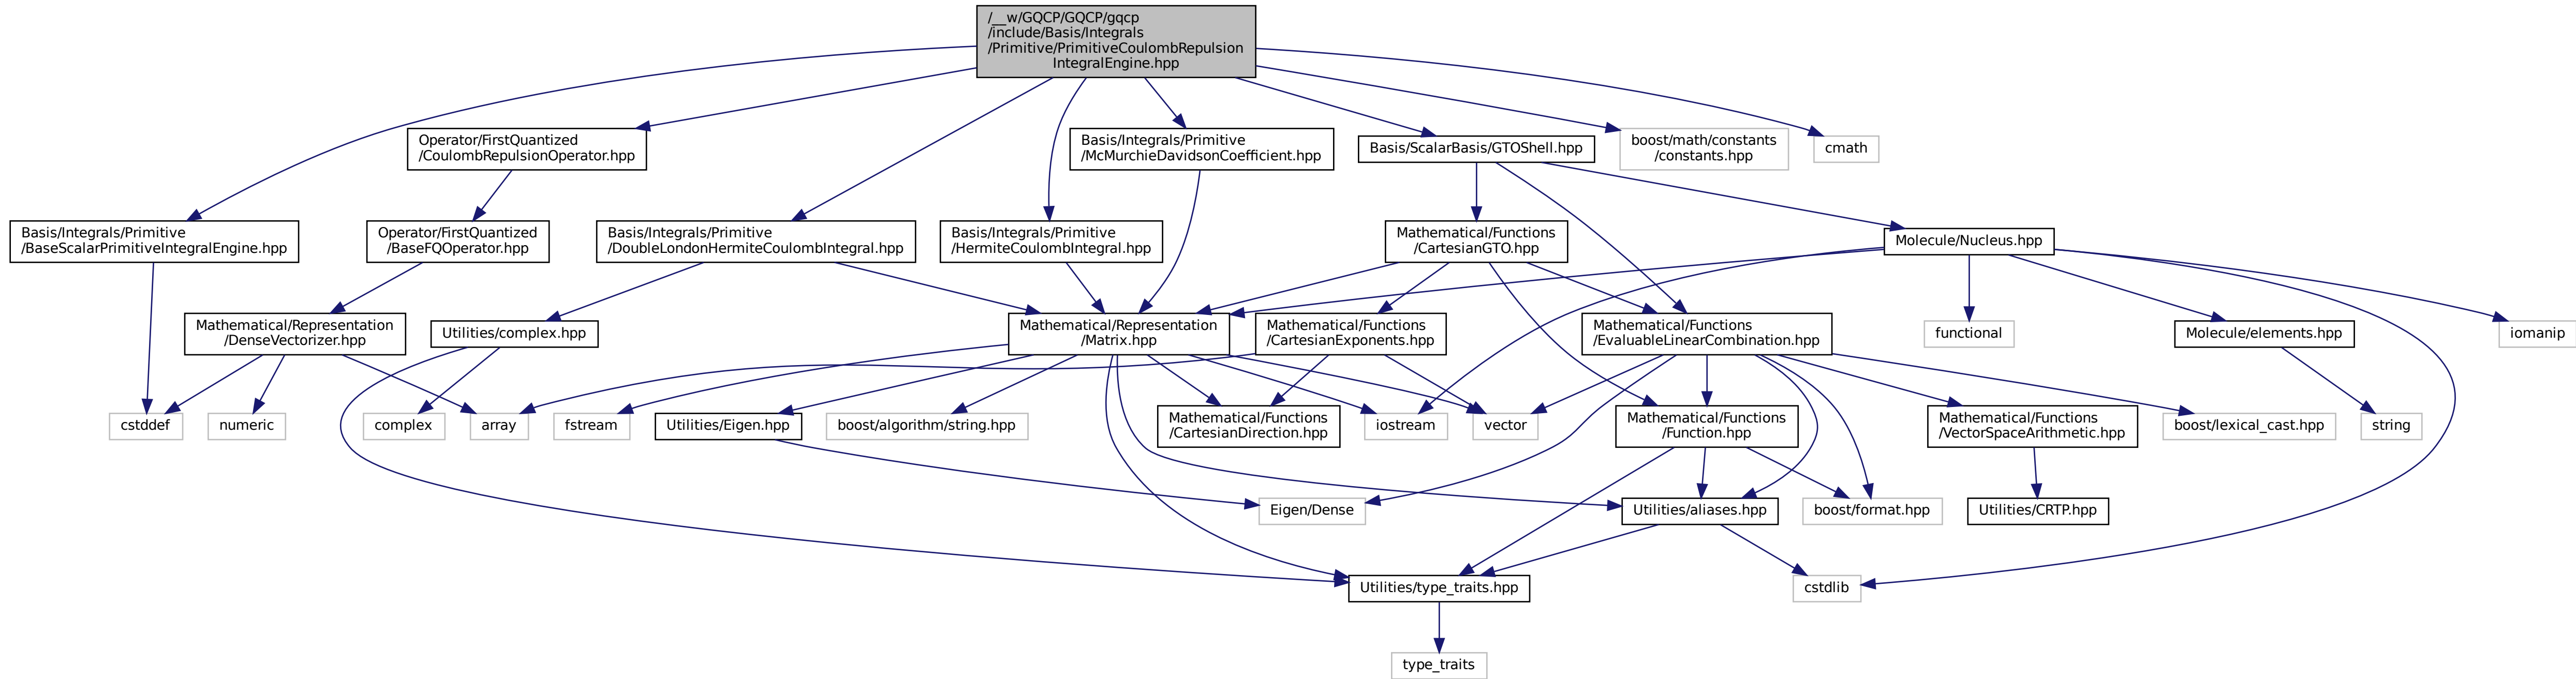 /__w/GQCP/GQCP/gqcp
/include/Basis/Integrals
/Primitive/PrimitiveCoulombRepulsion
IntegralEngine.hpp
Operator/FirstQuantized
/CoulombRepulsionOperator.hpp
Basis/Integrals/Primitive
/McMurchieDavidsonCoefficient.hpp
Basis/ScalarBasis/GTOShell.hpp
boost/math/constants
/constants.hpp
cmath
Basis/Integrals/Primitive
/BaseScalarPrimitiveIntegralEngine.hpp
Operator/FirstQuantized
/BaseFQOperator.hpp
Basis/Integrals/Primitive
/DoubleLondonHermiteCoulombIntegral.hpp
Basis/Integrals/Primitive
/HermiteCoulombIntegral.hpp
Mathematical/Functions
/CartesianGTO.hpp
Molecule/Nucleus.hpp
Mathematical/Representation
/DenseVectorizer.hpp
Utilities/complex.hpp
Mathematical/Representation
/Matrix.hpp
Mathematical/Functions
/CartesianExponents.hpp
Mathematical/Functions
/EvaluableLinearCombination.hpp
functional
Molecule/elements.hpp
iomanip
cstddef
numeric
complex
array
fstream
Utilities/Eigen.hpp
boost/algorithm/string.hpp
Mathematical/Functions
/CartesianDirection.hpp
iostream
vector
Mathematical/Functions
/Function.hpp
Mathematical/Functions
/VectorSpaceArithmetic.hpp
boost/lexical_cast.hpp
string
Eigen/Dense
Utilities/aliases.hpp
boost/format.hpp
Utilities/CRTP.hpp
Utilities/type_traits.hpp
cstdlib
type_traits